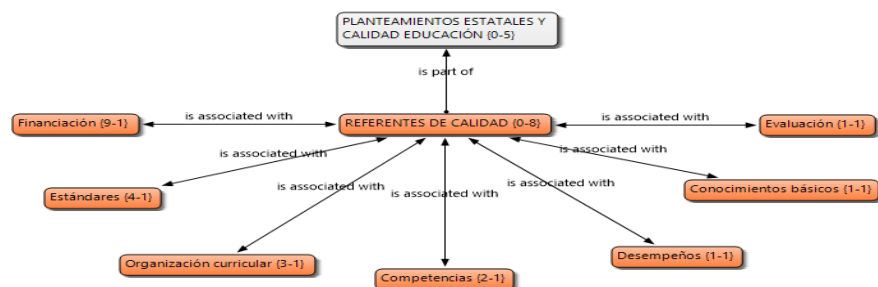 PLANTEAMIENTOS ESTATALES Y
CALIDAD EDUCACIÓN {0-5}
is part of
Financiación {9-1}
is associated with
REFERENTES DE CALIDAD {0-8}
is associated with
Evaluación {1-1}
is associated with
is associated with
Estándares {4-1}
is associated with
is associated with
is associated with
Conocimientos básicos {1-1}
Organización curricular {3-1}
Competencias {2-1}
Desempeños {1-1}